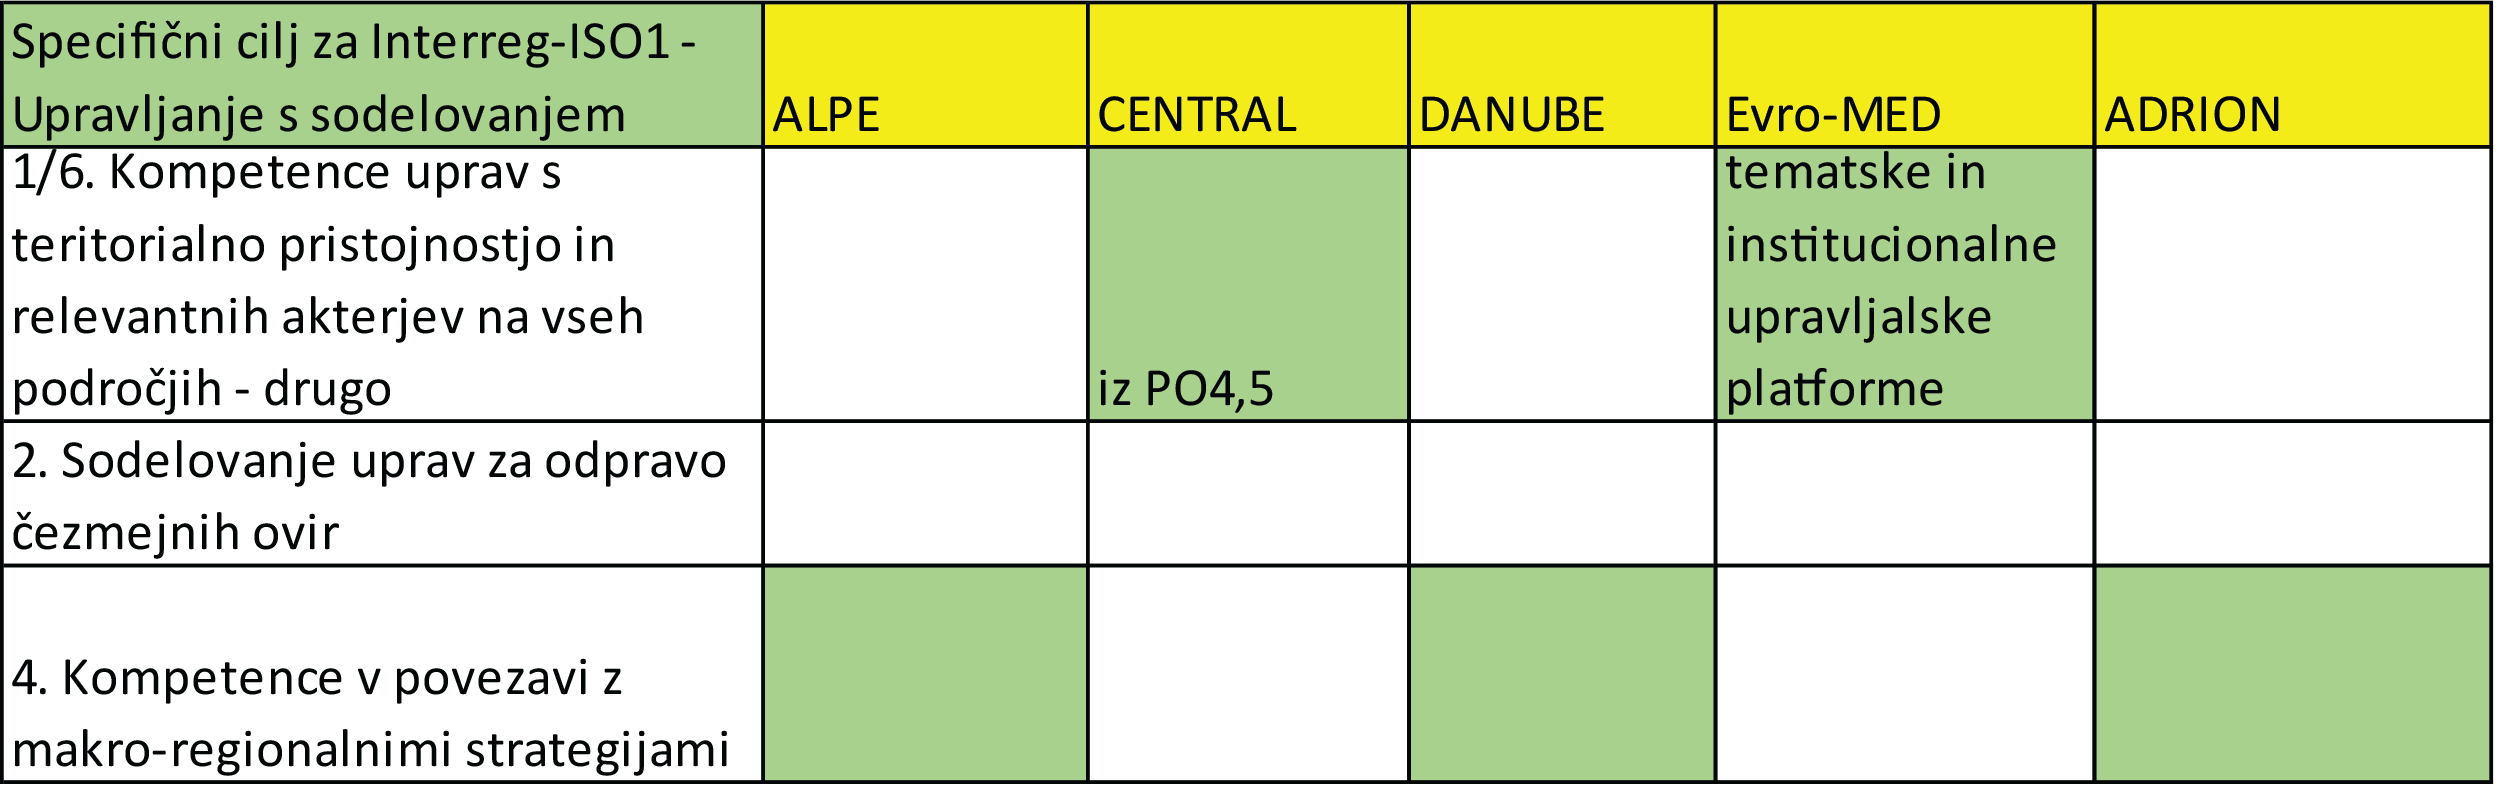 Specifični cilj za Interreg-ISO1 -
Upravljanje s sodelovanjem
ALPE
CENTRAL
DANUBE
Evro-MED
ADRION
1/6. Kompetence uprav s
teritorialno pristojnostjo in
relevantnih akterjev na vseh
področjih - drugo
iz PO4,5
tematske in
institucionalne
upravljalske
platforme
2. Sodelovanje uprav za odpravo
čezmejnih ovir
4. Kompetence v povezavi z
makro-regionalnimi strategijami